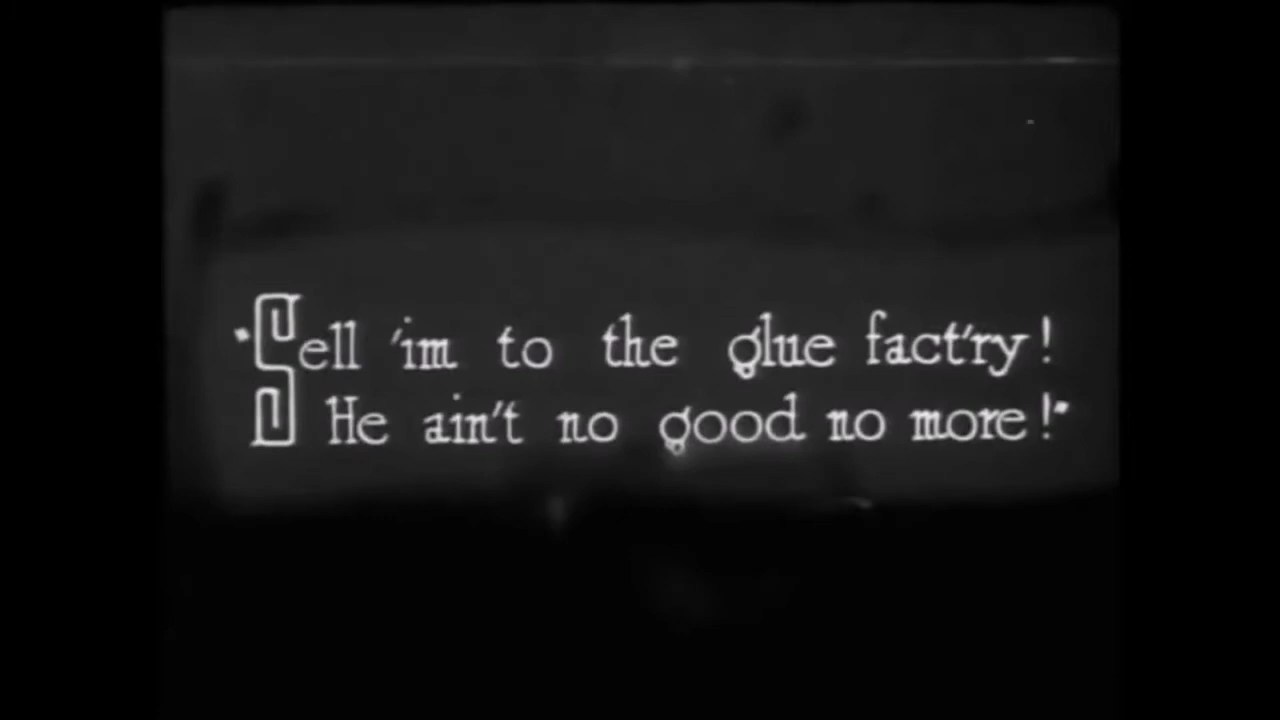 "Sell 'im to the glue fact'ry!
He ain't no good no more!"